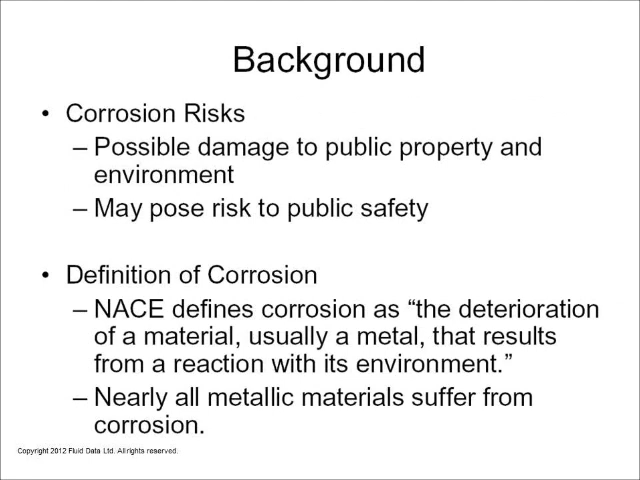 Background
• Corrosion Risks
– Possible damage to public property and
environment
– May pose risk to public safety
• Definition of Corrosion
– NACE defines corrosion as “the deterioration
of a material, usually a metal, that results
from a reaction with its environment.”
– Nearly all metallic materials suffer from
corrosion.
Copyright 2012 Fluid Data Ltd. All rights reserved.